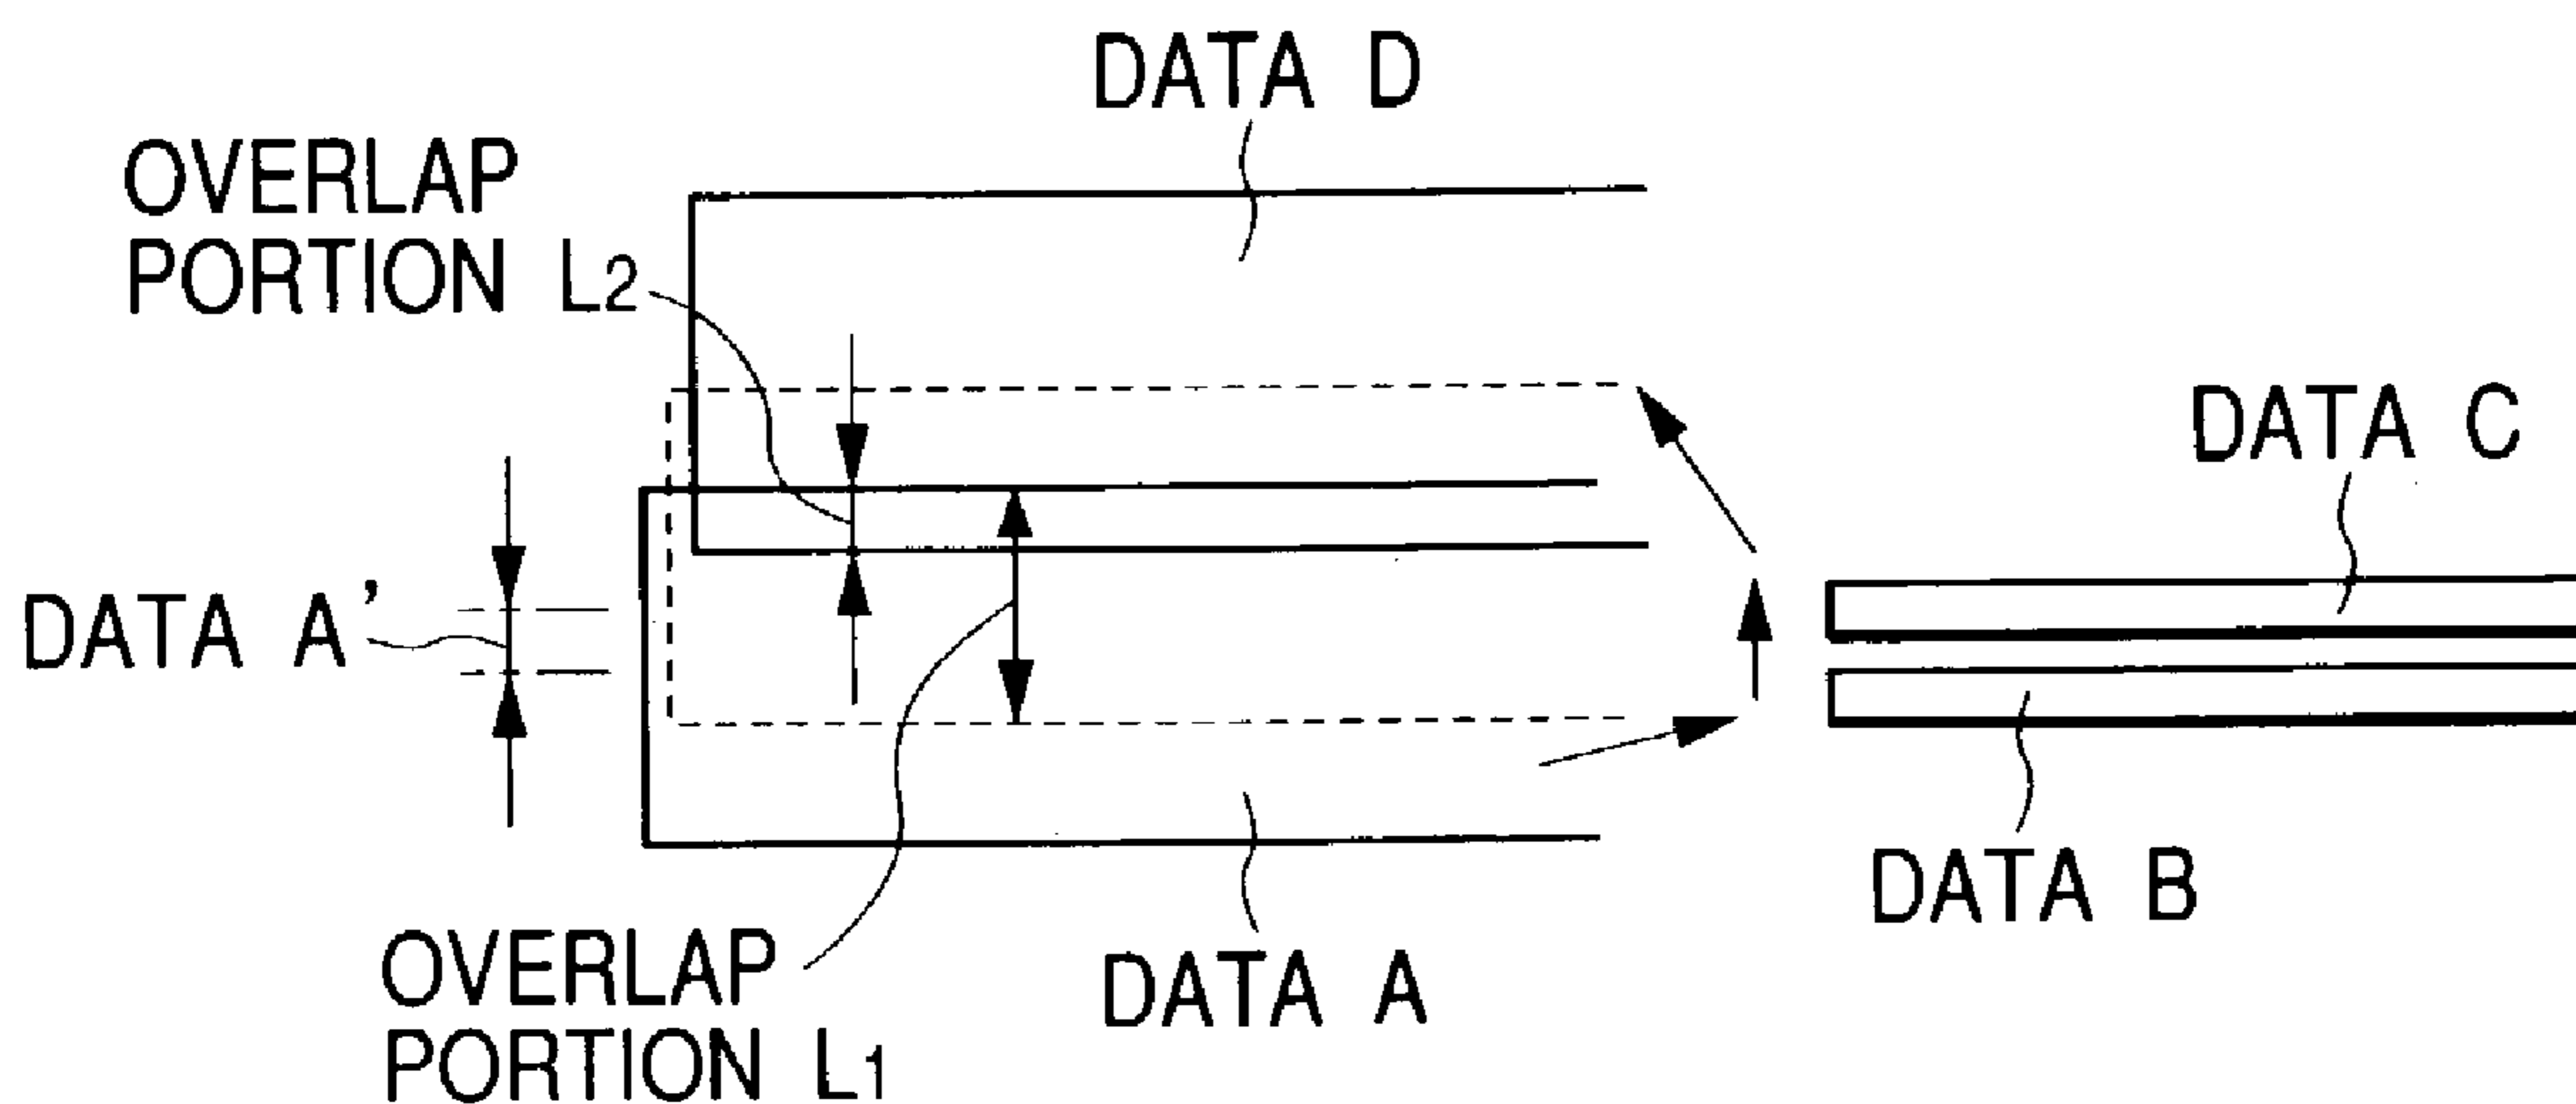 DATA D
OVERLAP
PORTION L2
DATA C
DATA A'
DATA B
OVERLAP
PORTION L1
DATA A